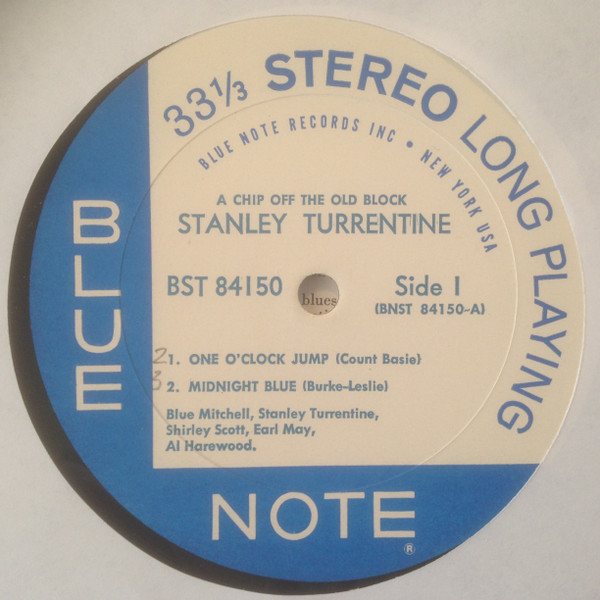 33⅓ STEREO LONG PLAYING
BLUE NOTE RECORDS INC • NEW YORK USA
A CHIP OFF THE OLD BLOCK
STANLEY TURRENTINE
BST 84150
blues
Side 1
(BNST 84150-A)
2
1. ONE O'CLOCK JUMP (Count Basie)
3
2. MIDNIGHT BLUE (Burke-Leslie)
Blue Mitchell, Stanley Turrentine,
Shirley Scott, Earl May,
Al Harewood.
BLUE
NOTE
®